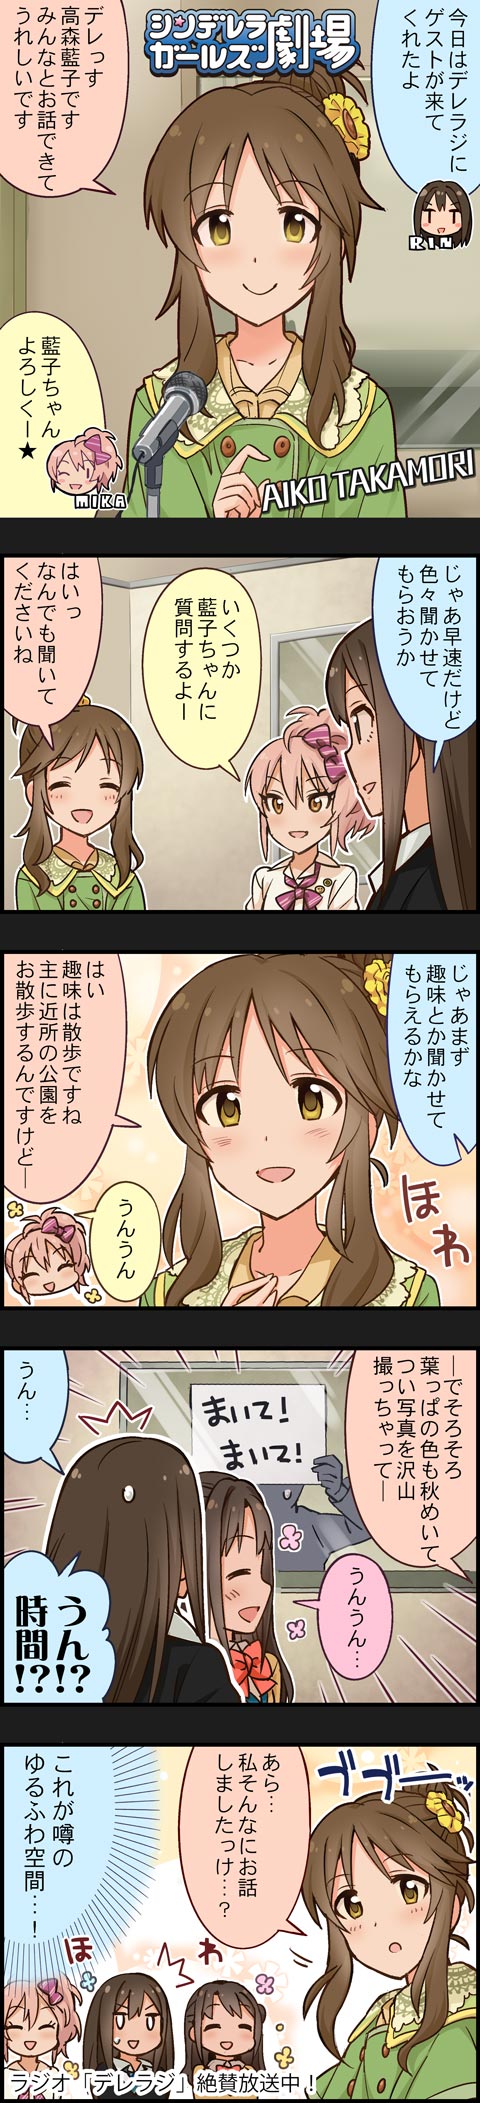 シンデレラ
ガールズ劇場
今日はデレラジに
ゲストが来て
くれたよ
RIN
デレっす
高森藍子です
みんなとお話できて
うれしいです
藍子ちゃん
よろしくー★
MIKA
AIKO TAKAMORI
じゃあ早速だけど
色々聞かせて
もらおうか
いくつか
藍子ちゃんに
質問するよー
はいっ
なんでも聞いて
くださいね
じゃあまず
趣味とか聞かせて
もらえるかな
はい
趣味は散歩ですね
主に近所の公園を
お散歩するんですけど―
うんうん
ほわ
―でそろそろ
葉っぱの色も秋めいて
つい写真を沢山
撮っちゃって―
まいて!
まいて!
うん…
うんうん…
うん!?
時間!?
ブブーッ
あら…
私そんなにお話
しましたっけ…?
これが噂の
ゆるふわ空間…!
ほわ
ラジオ「デレラジ」絶賛放送中!